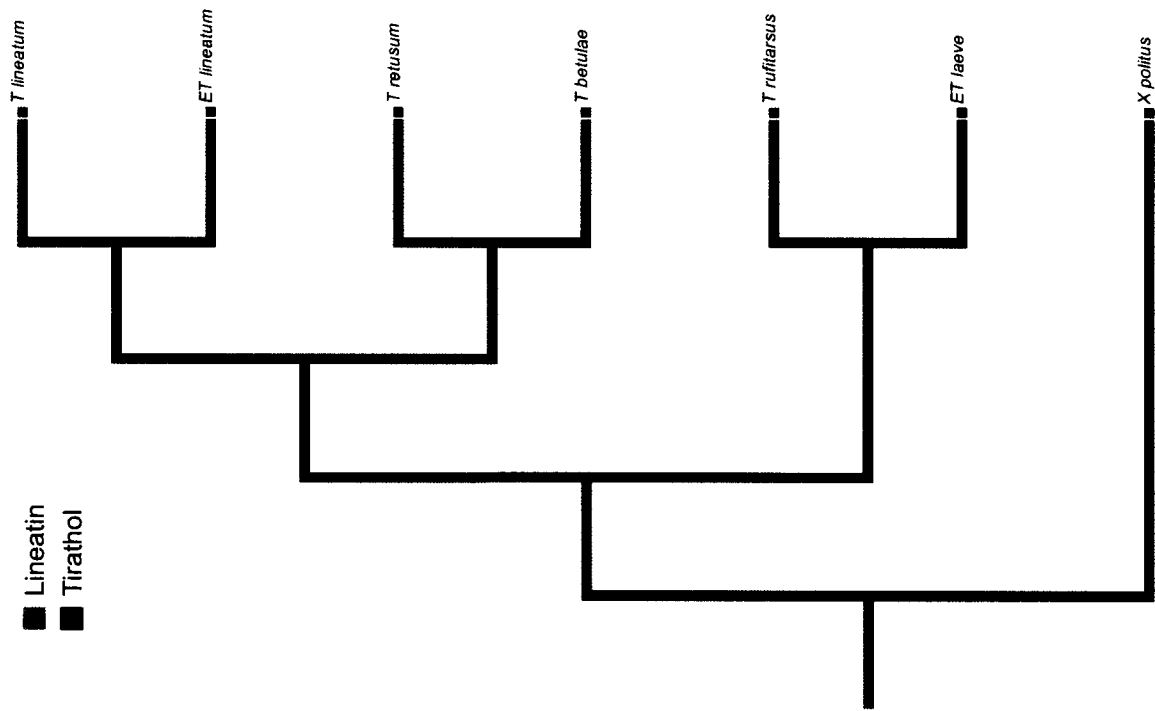 T lineatum
ET lineatum
T retusum
T betulae
T rufitarsus
ET laeve
X politus
Lineatin
Tirathol